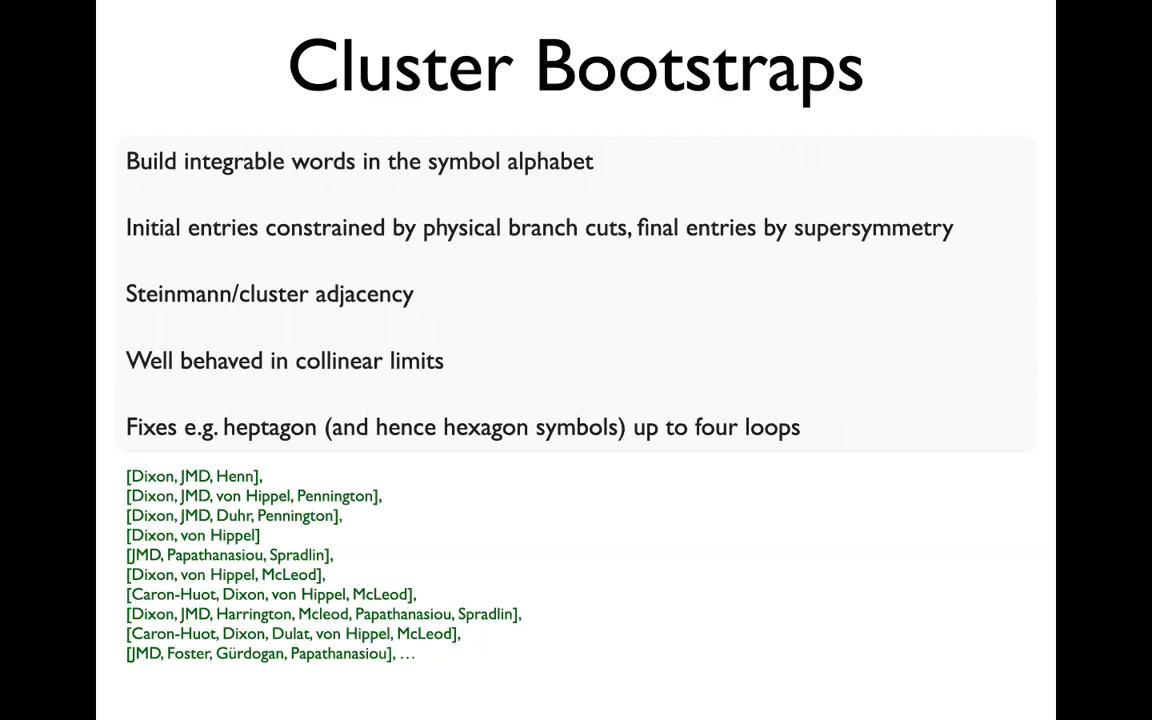 Cluster Bootstraps
Build integrable words in the symbol alphabet
Initial entries constrained by physical branch cuts, final entries by supersymmetry
Steinmann/cluster adjacency
Well behaved in collinear limits
Fixes e.g. heptagon (and hence hexagon symbols) up to four loops
[Dixon, JMD, Henn],
[Dixon, JMD, von Hippel, Pennington],
[Dixon, JMD, Duhr, Pennington],
[Dixon, von Hippel]
[JMD, Papathanasiou, Spradlin],
[Dixon, von Hippel, McLeod],
[Caron-Huot, Dixon, von Hippel, McLeod],
[Dixon, JMD, Harrington, Mcleod, Papathanasiou, Spradlin],
[Caron-Huot, Dixon, Dulat, von Hippel, McLeod],
[JMD, Foster, Gürdogan, Papathanasiou], …